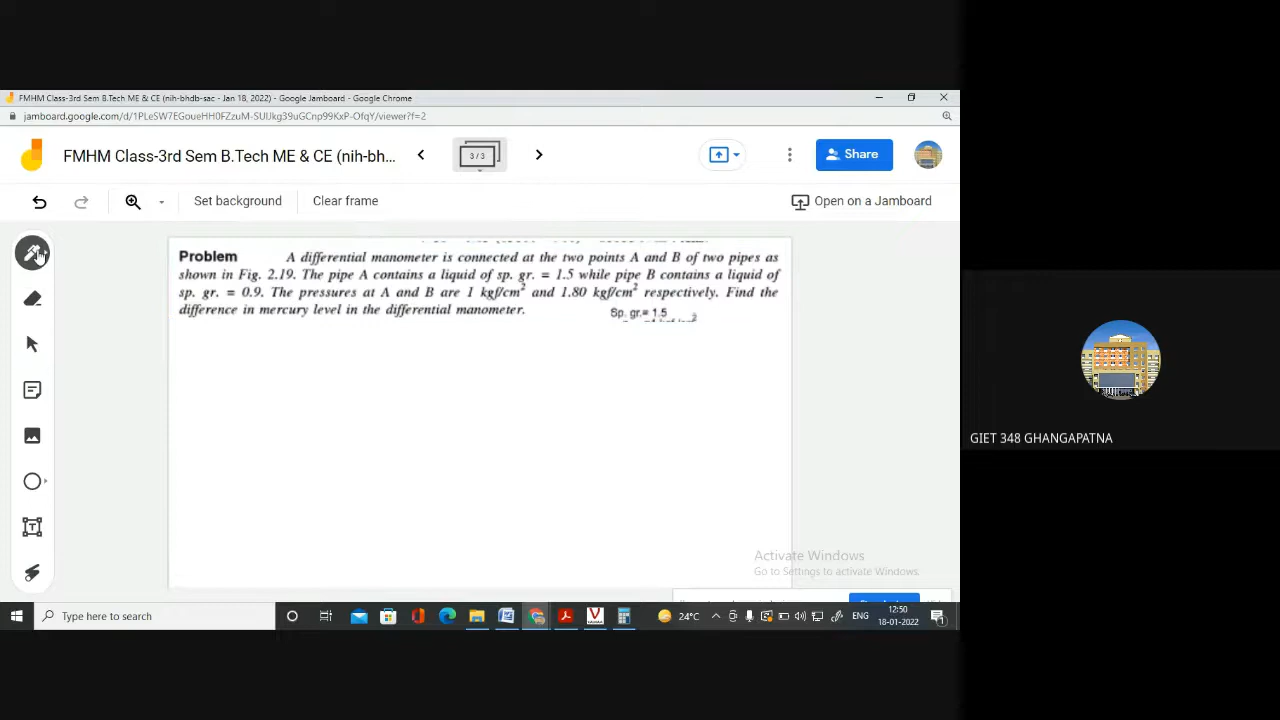 FMHM Class-3rd Sem B.Tech ME & CE (nih-bhdb-sac - Jan 18, 2022) - Google Jamboard - Google Chrome
jamboard.google.com/d/1PLeSW7EGoueHH0FZzuM-SUUkg39uGCnp99KxP-OfqY/viewer?f=2
FMHM Class-3rd Sem B.Tech ME & CE (nih-bh...
3 / 3
Share
Set background
Clear frame
Open on a Jamboard
Problem A differential manometer is connected at the two points A and B of two pipes as
shown in Fig. 2.19. The pipe A contains a liquid of sp. gr. = 1.5 while pipe B contains a liquid of
sp. gr. = 0.9. The pressures at A and B are 1 kgf/cm² and 1.80 kgf/cm² respectively. Find the
difference in mercury level in the differential manometer.
Sp. gr.= 1.5
GIET 348 GHANGAPATNA
Activate Windows
Go to Settings to activate Windows.
Type here to search
24°C
ENG
12:50
18-01-2022